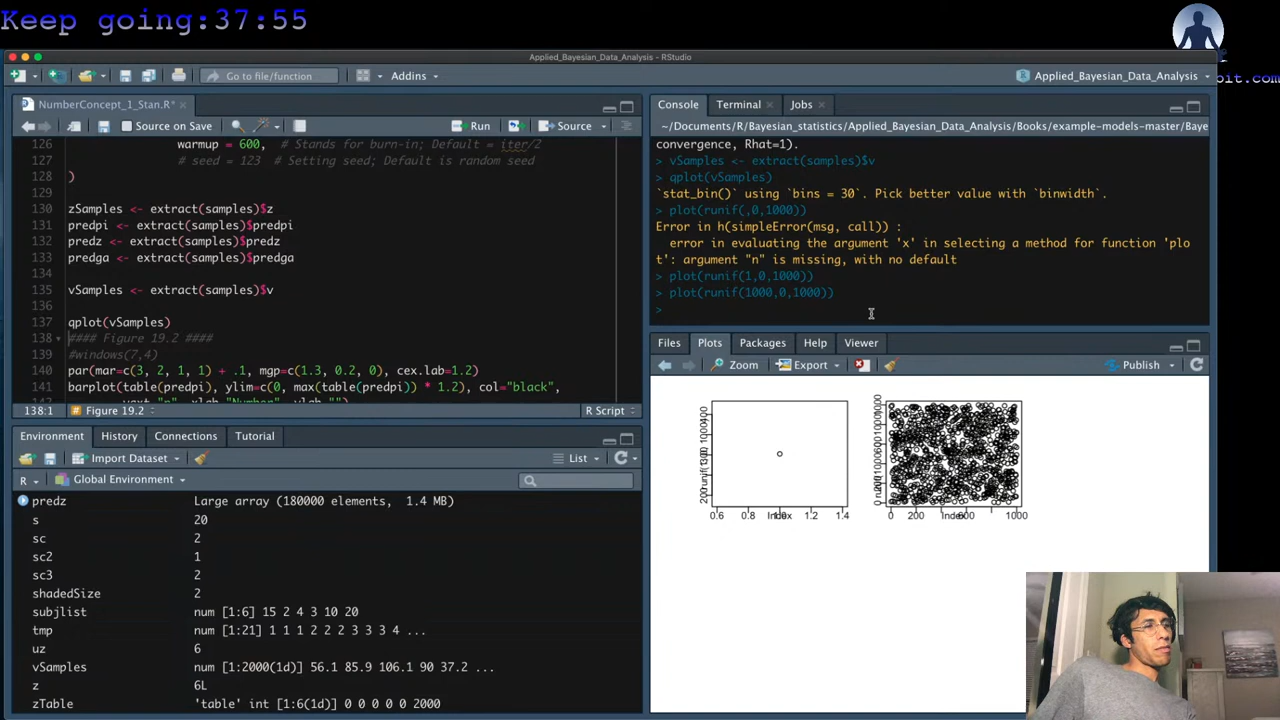 Keep going:37:55
bit.com
Applied_Bayesian_Data_Analysis - RStudio
Go to file/function
Addins
Applied_Bayesian_Data_Analysis
NumberConcept_1_Stan.R*
Source on Save
Run
Source
126 warmup = 600, # Stands for burn-in; Default = iter/2
127 # seed = 123 # Setting seed; Default is random seed
128 )
129
130 zSamples <- extract(samples)$z
131 predpi <- extract(samples)$predpi
132 predz <- extract(samples)$predz
133 predga <- extract(samples)$predga
134
135 vSamples <- extract(samples)$v
136
137 qplot(vSamples)
138 #### Figure 19.2 ####
139 #windows(7,4)
140 par(mar=c(3, 2, 1, 1) + .1, mgp=c(1.3, 0.2, 0), cex.lab=1.2)
141 barplot(table(predpi), ylim=c(0, max(table(predpi)) * 1.2), col="black",
138:1 Figure 19.2 R Script
Console Terminal Jobs
~/Documents/R/Bayesian_statistics/Applied_Bayesian_Data_Analysis/Books/example-models-master/Baye
convergence, Rhat=1).
> vSamples <- extract(samples)$v
> qplot(vSamples)
`stat_bin()` using `bins = 30`. Pick better value with `binwidth`.
> plot(runif(,0,1000))
Error in h(simpleError(msg, call)) :
error in evaluating the argument 'x' in selecting a method for function 'plo
t': argument "n" is missing, with no default
> plot(runif(1,0,1000))
> plot(runif(1000,0,1000))
>
Files Plots Packages Help Viewer
Zoom Export Publish
0.6 0.8 1.0 1.2 1.4
Index
0 200 600 1000
Index
Environment History Connections Tutorial
Import Dataset List
R Global Environment
predz Large array (180000 elements, 1.4 MB)
s 20
sc 2
sc2 1
sc3 2
shadedSize 2
subjlist num [1:6] 15 2 4 3 10 20
tmp num [1:21] 1 1 1 2 2 2 3 3 3 4 ...
uz 6
vSamples num [1:2000(1d)] 56.1 85.9 106.1 90 37.2 ...
z 6L
zTable 'table' int [1:6(1d)] 0 0 0 0 0 2000